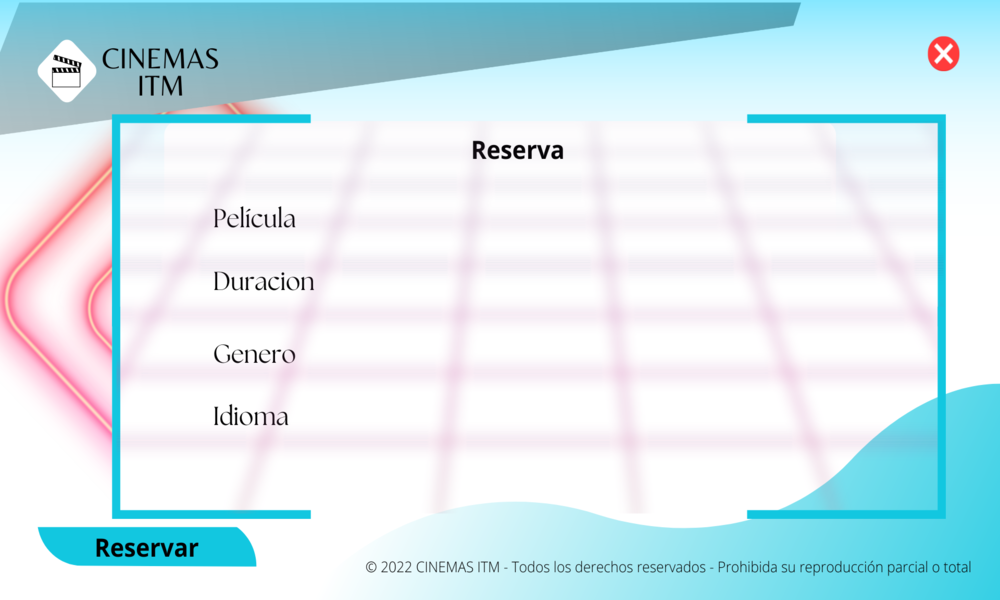 CINEMAS
ITM
Reserva
Película
Duracion
Genero
Idioma
Reservar
© 2022 CINEMAS ITM - Todos los derechos reservados - Prohibida su reproducción parcial o total